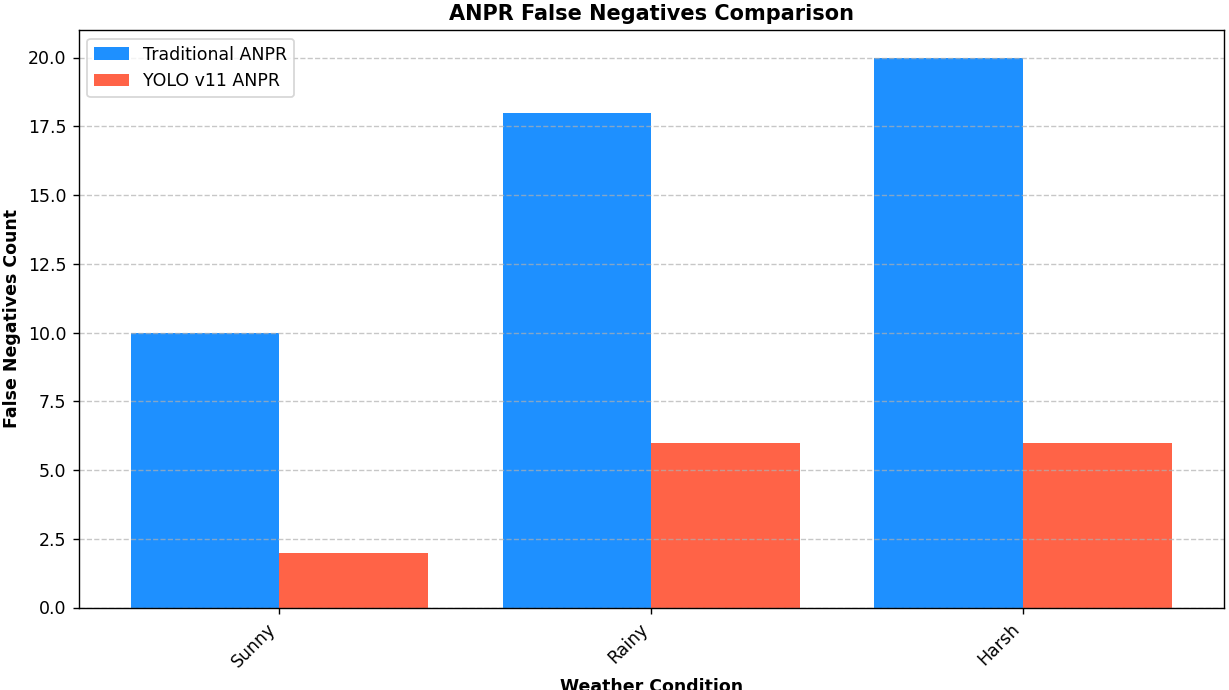 ANPR False Negatives Comparison
Traditional ANPR
YOLO v11 ANPR
False Negatives Count
20.0
17.5
15.0
12.5
10.0
7.5
5.0
2.5
0.0
Sunny
Rainy
Harsh
Weather Condition